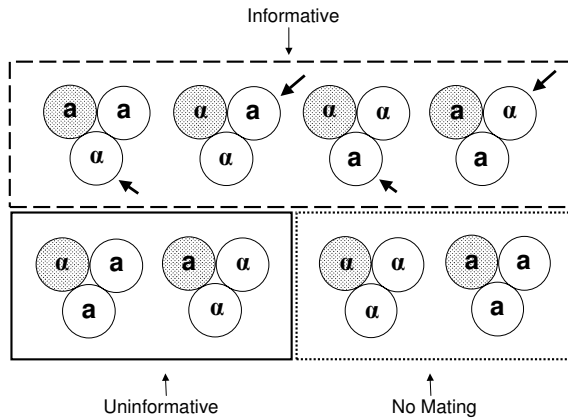 Informative
a a α a α α a α
α α a a
α a a α α α a a
a α α a
Uninformative No Mating